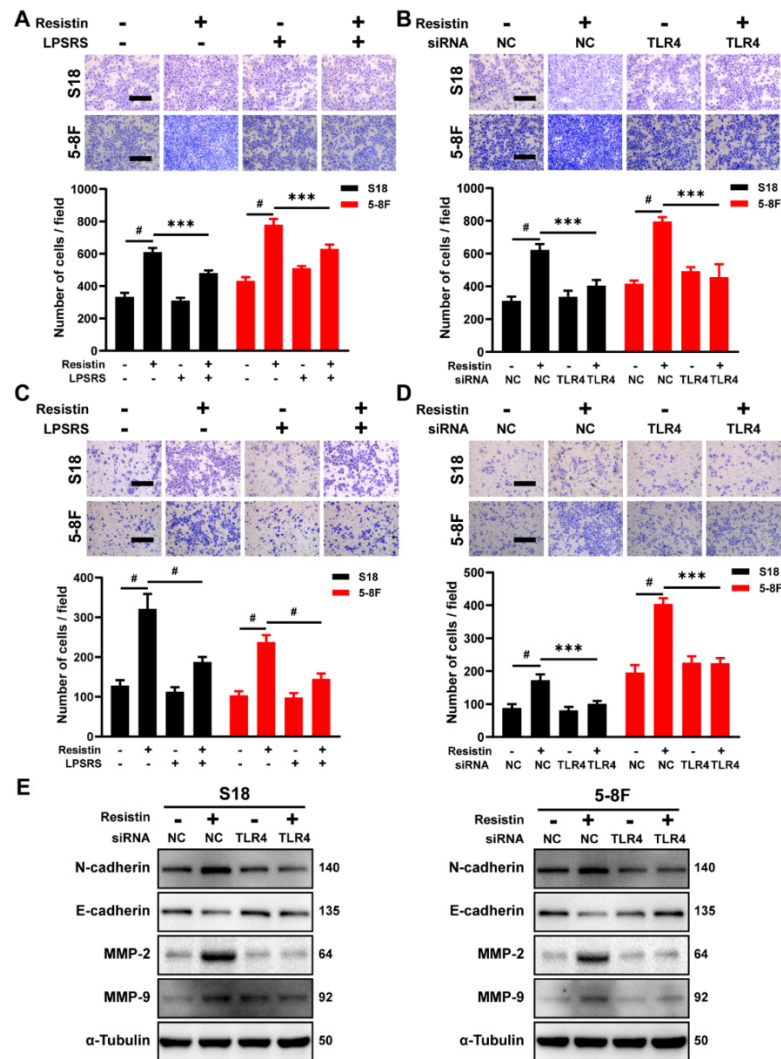 A
Resistin - + - +
LPSRS - - + +
S18
5-8F
Number of cells / field
1000
800
600
400
200
0
S18
5-8F
# *** # ***
Resistin - + - + - + - +
LPSRS - - + + - - + +
B
Resistin - + - +
siRNA NC NC TLR4 TLR4
S18
5-8F
Number of cells / field
1000
800
600
400
200
0
S18
5-8F
# *** # ***
Resistin - + - + - + - +
siRNA NC NC TLR4 TLR4 NC NC TLR4 TLR4
C
Resistin - + - +
LPSRS - - + +
S18
5-8F
Number of cells / field
400
300
200
100
0
S18
5-8F
# # # #
Resistin - + - + - + - +
LPSRS - - + + - - + +
D
Resistin - + - +
siRNA NC NC TLR4 TLR4
S18
5-8F
Number of cells / field
500
400
300
200
100
0
S18
5-8F
# *** # ***
Resistin - + - + - + - +
siRNA NC NC TLR4 TLR4 NC NC TLR4 TLR4
E
S18
Resistin - + - +
siRNA NC NC TLR4 TLR4
N-cadherin 140
E-cadherin 135
MMP-2 64
MMP-9 92
α-Tubulin 50
5-8F
Resistin - + - +
siRNA NC NC TLR4 TLR4
N-cadherin 140
E-cadherin 135
MMP-2 64
MMP-9 92
α-Tubulin 50